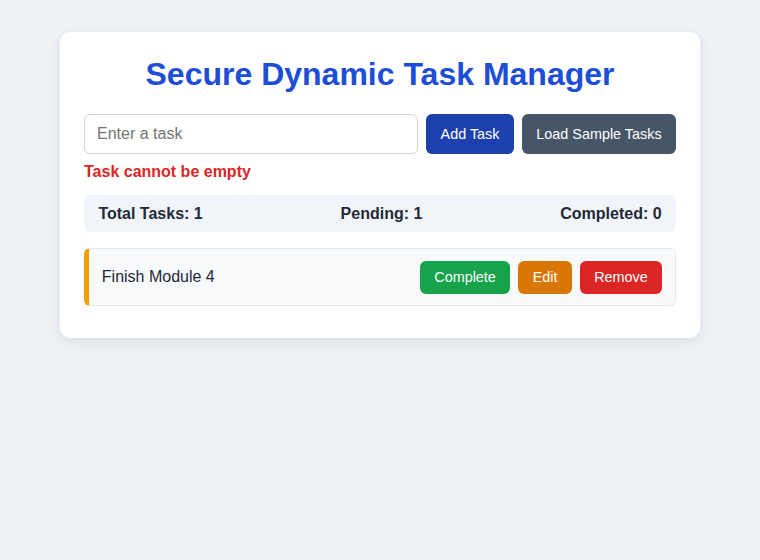 Secure Dynamic Task Manager
Enter a task Add Task Load Sample Tasks
Task cannot be empty
Total Tasks: 1 Pending: 1 Completed: 0
Finish Module 4 Complete Edit Remove